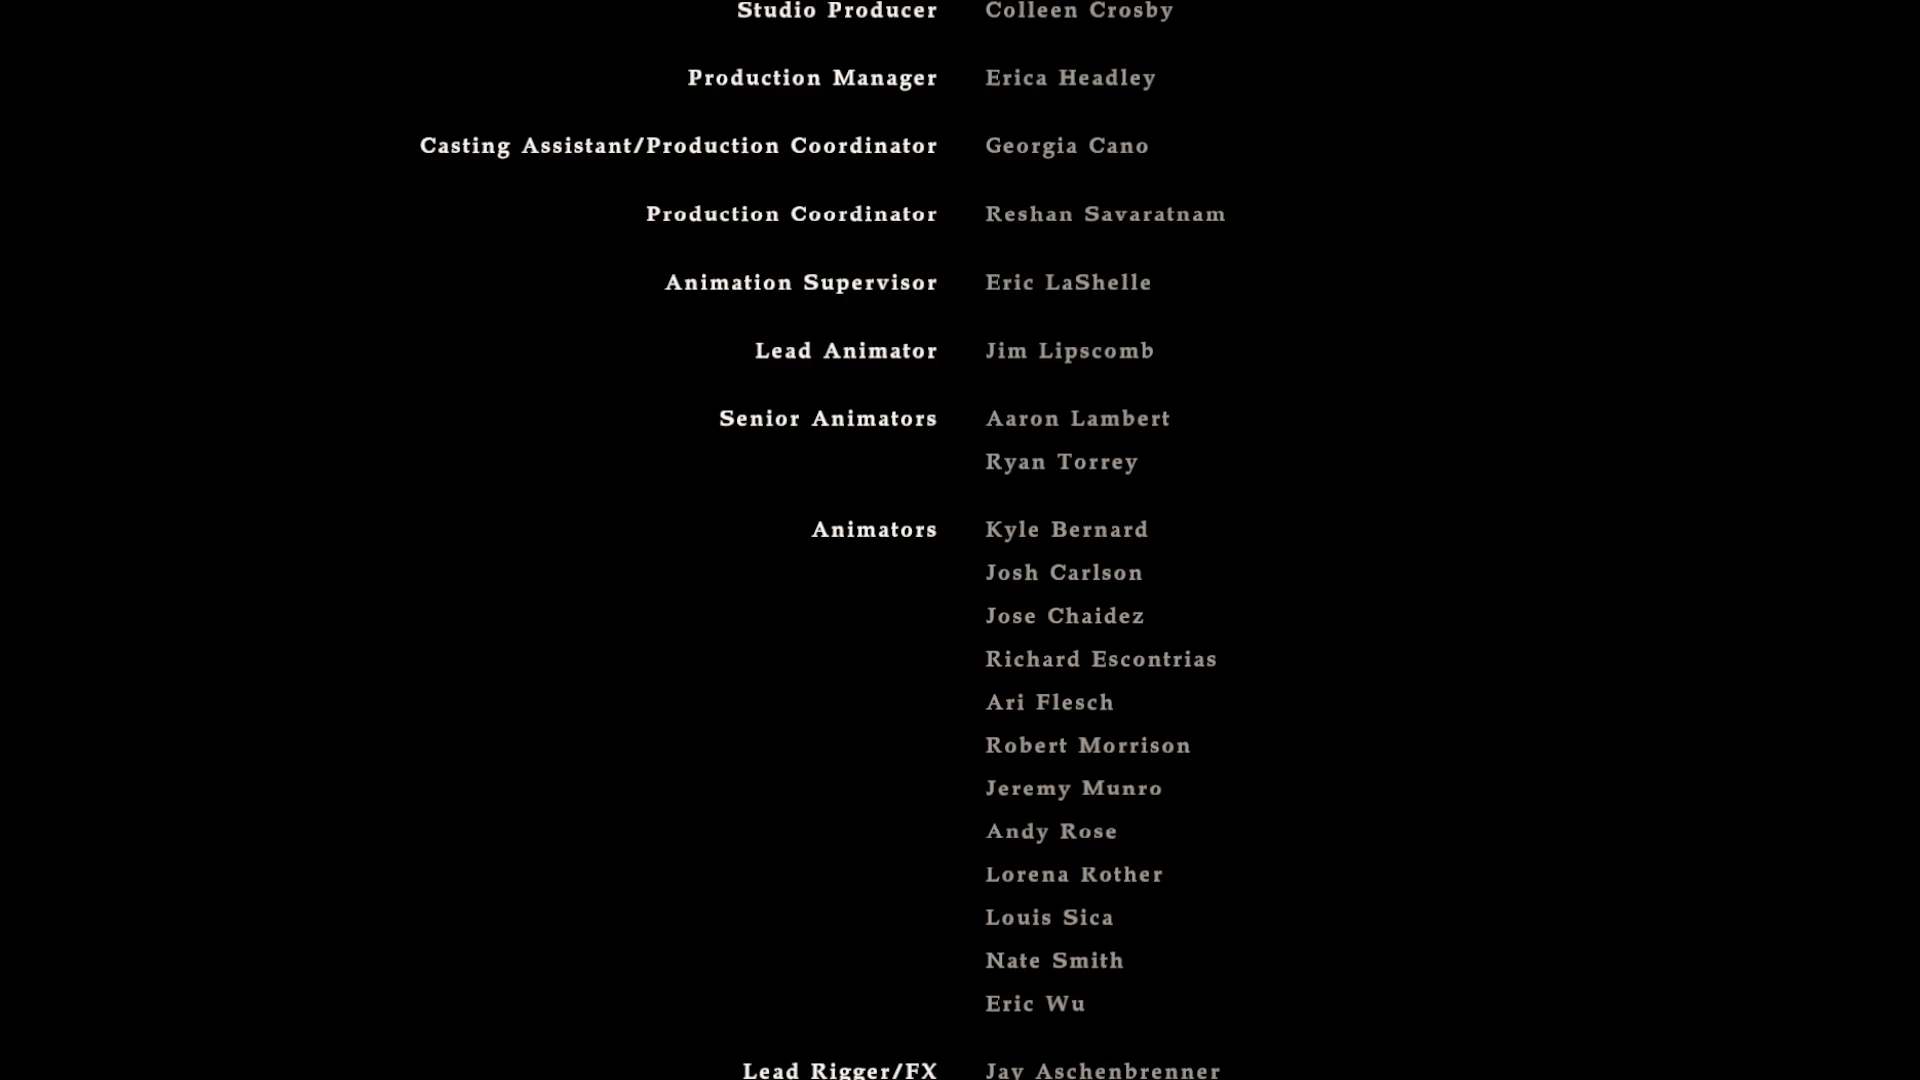 Studio Producer Colleen Crosby
Production Manager Erica Headley
Casting Assistant/Production Coordinator Georgia Cano
Production Coordinator Reshan Savaratnam
Animation Supervisor Eric LaShelle
Lead Animator Jim Lipscomb
Senior Animators Aaron Lambert
Ryan Torrey
Animators Kyle Bernard
Josh Carlson
Jose Chaidez
Richard Escontrias
Ari Flesch
Robert Morrison
Jeremy Munro
Andy Rose
Lorena Rother
Louis Sica
Nate Smith
Eric Wu
Lead Rigger/FX Jay Aschenbrenner